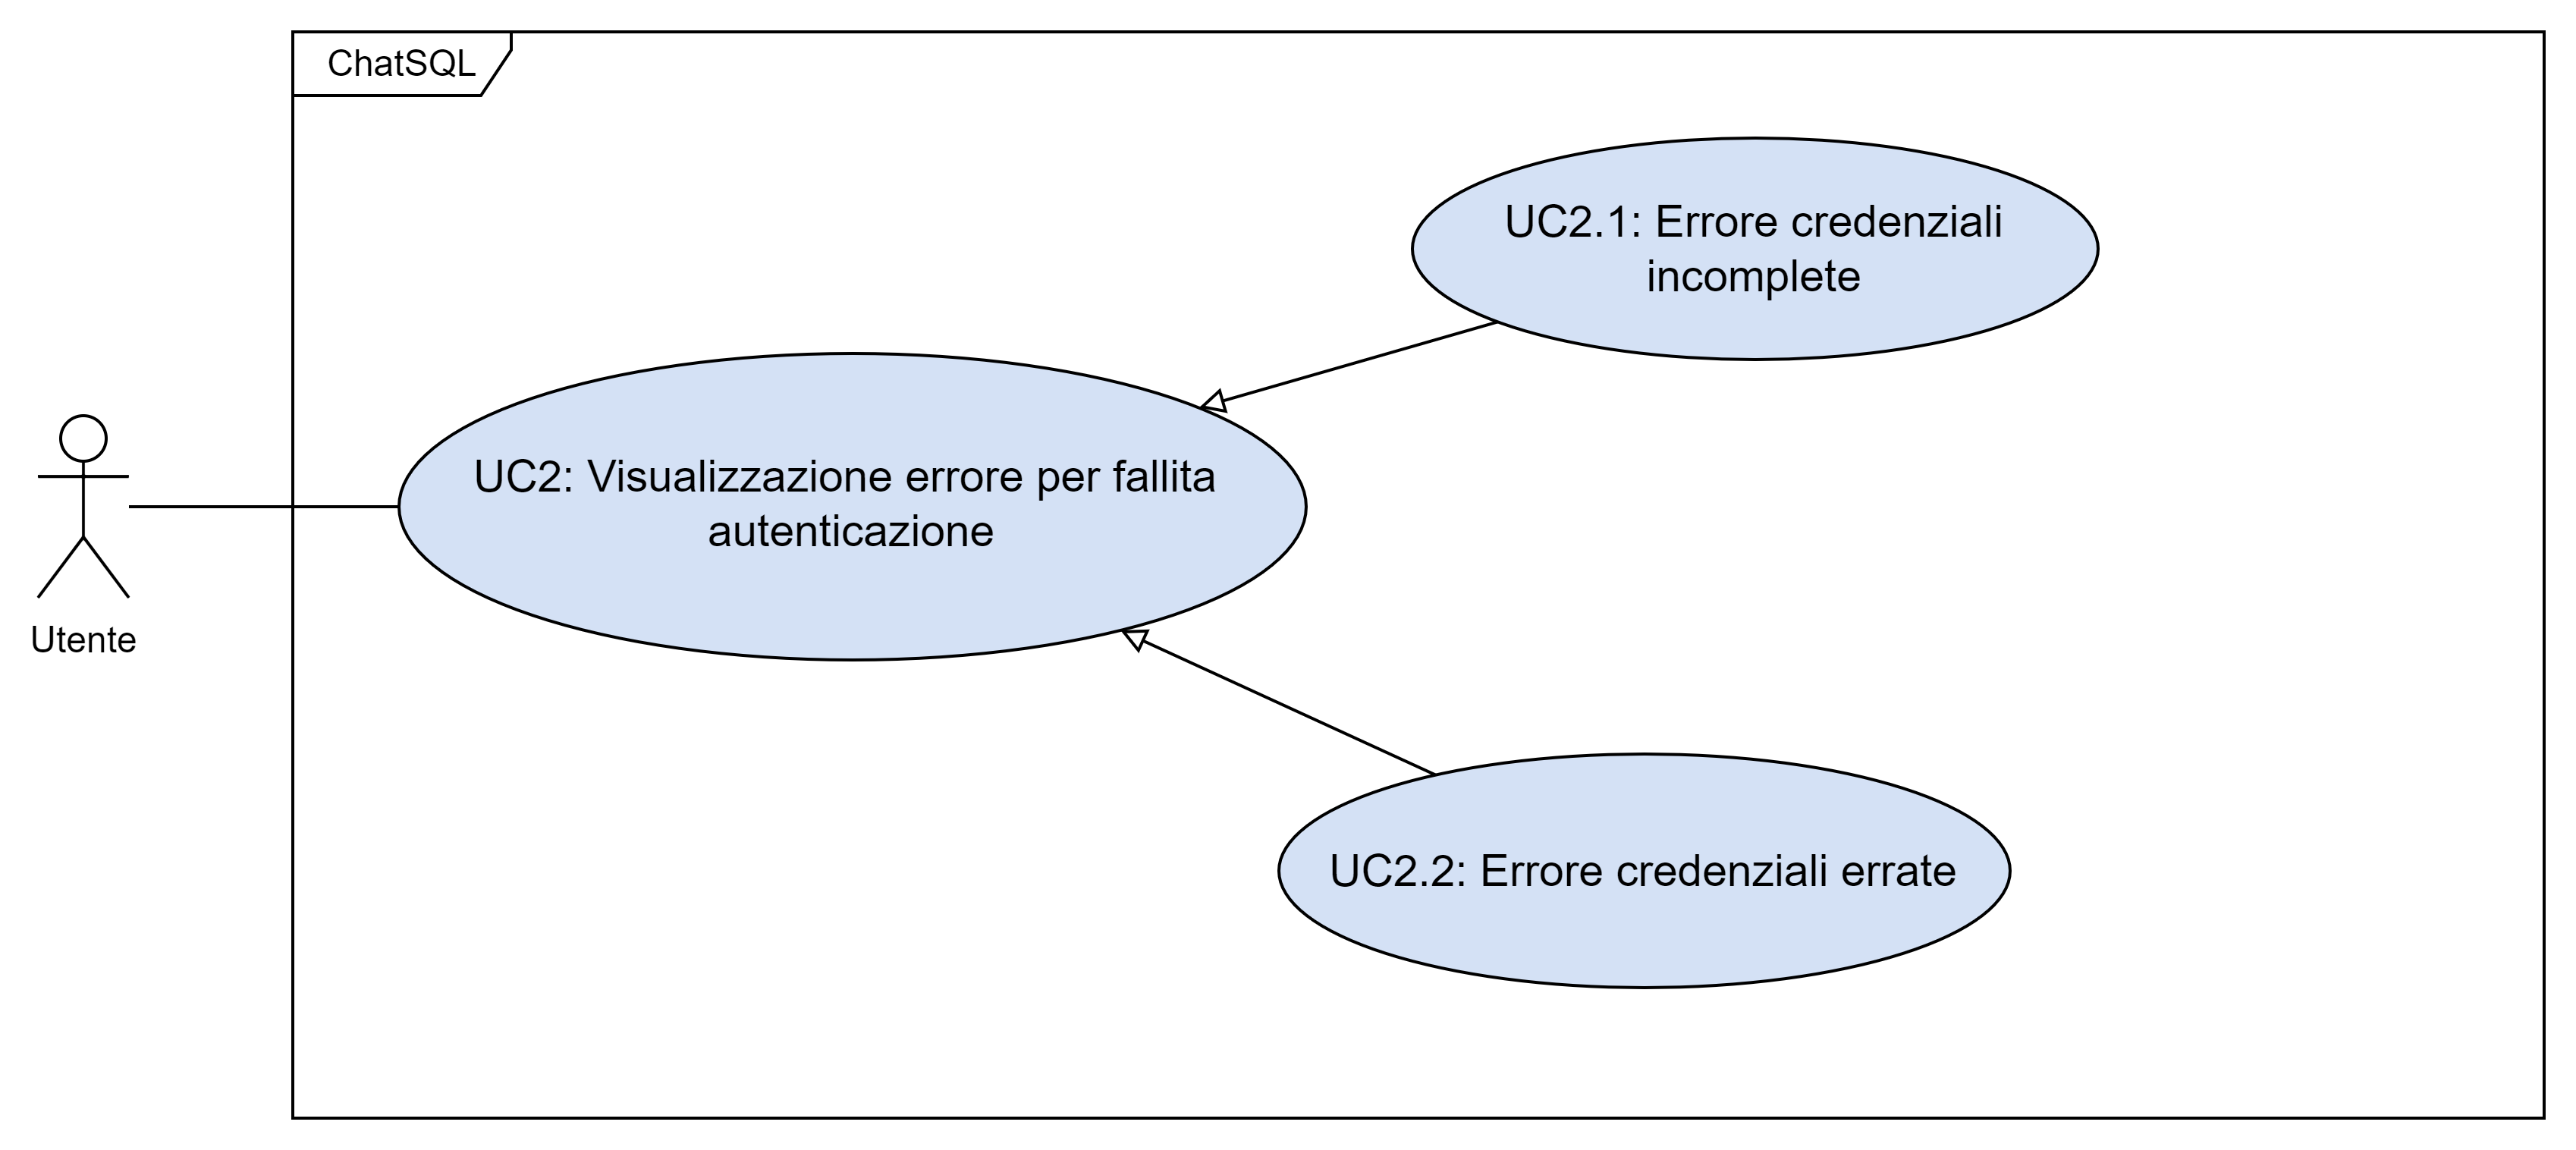 ChatSQL
UC2.1: Errore credenziali
incomplete
UC2: Visualizzazione errore per fallita
autenticazione
Utente
UC2.2: Errore credenziali errate